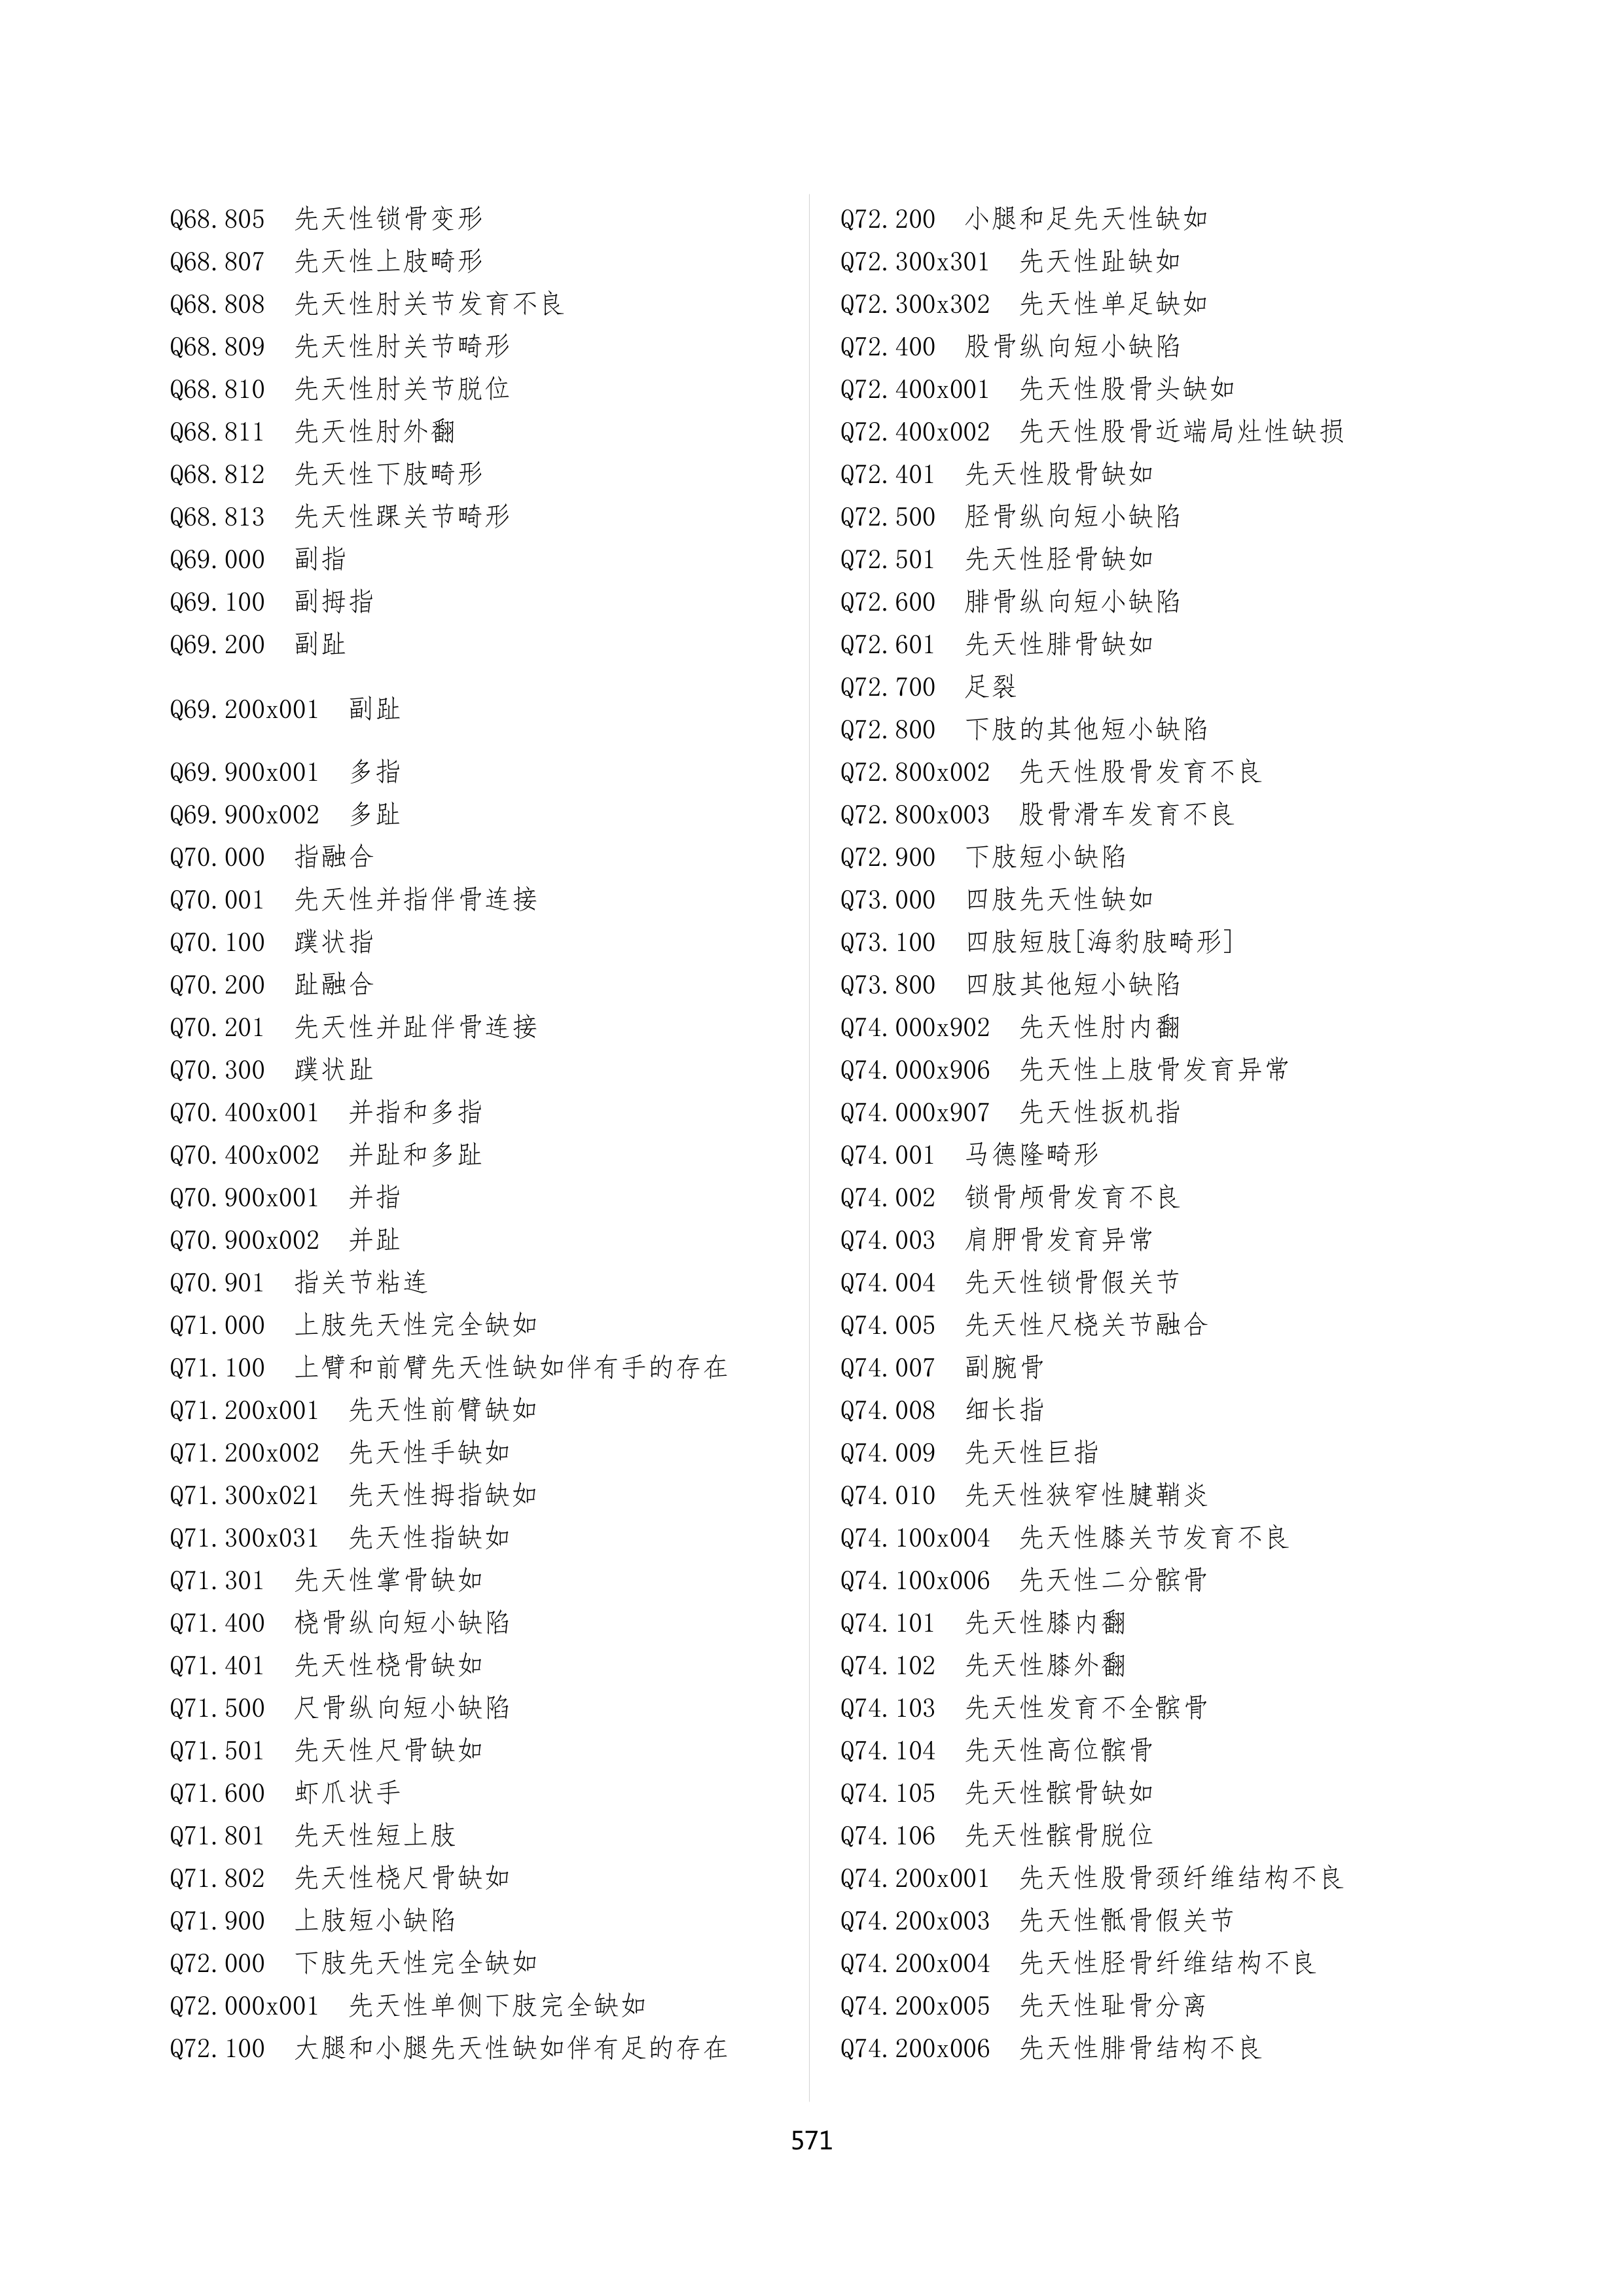 Q68.805 先天性锁骨变形
Q68.807 先天性上肢畸形
Q68.808 先天性肘关节发育不良
Q68.809 先天性肘关节畸形
Q68.810 先天性肘关节脱位
Q68.811 先天性肘外翻
Q68.812 先天性下肢畸形
Q68.813 先天性踝关节畸形
Q69.000 副指
Q69.100 副拇指
Q69.200 副趾
Q69.200x001 副趾
Q69.900x001 多指
Q69.900x002 多趾
Q70.000 指融合
Q70.001 先天性并指伴骨连接
Q70.100 蹼状指
Q70.200 趾融合
Q70.201 先天性并趾伴骨连接
Q70.300 蹼状趾
Q70.400x001 并指和多指
Q70.400x002 并趾和多趾
Q70.900x001 并指
Q70.900x002 并趾
Q70.901 指关节粘连
Q71.000 上肢先天性完全缺如
Q71.100 上臂和前臂先天性缺如伴有手的存在
Q71.200x001 先天性前臂缺如
Q71.200x002 先天性手缺如
Q71.300x021 先天性拇指缺如
Q71.300x031 先天性指缺如
Q71.301 先天性掌骨缺如
Q71.400 桡骨纵向短小缺陷
Q71.401 先天性桡骨缺如
Q71.500 尺骨纵向短小缺陷
Q71.501 先天性尺骨缺如
Q71.600 虾爪状手
Q71.801 先天性短上肢
Q71.802 先天性桡尺骨缺如
Q71.900 上肢短小缺陷
Q72.000 下肢先天性完全缺如
Q72.000x001 先天性单侧下肢完全缺如
Q72.100 大腿和小腿先天性缺如伴有足的存在
Q72.200 小腿和足先天性缺如
Q72.300x301 先天性趾缺如
Q72.300x302 先天性单足缺如
Q72.400 股骨纵向短小缺陷
Q72.400x001 先天性股骨头缺如
Q72.400x002 先天性股骨近端局灶性缺损
Q72.401 先天性股骨缺如
Q72.500 胫骨纵向短小缺陷
Q72.501 先天性胫骨缺如
Q72.600 腓骨纵向短小缺陷
Q72.601 先天性腓骨缺如
Q72.700 足裂
Q72.800 下肢的其他短小缺陷
Q72.800x002 先天性股骨发育不良
Q72.800x003 股骨滑车发育不良
Q72.900 下肢短小缺陷
Q73.000 四肢先天性缺如
Q73.100 四肢短肢[海豹肢畸形]
Q73.800 四肢其他短小缺陷
Q74.000x902 先天性肘内翻
Q74.000x906 先天性上肢骨发育异常
Q74.000x907 先天性扳机指
Q74.001 马德隆畸形
Q74.002 锁骨颅骨发育不良
Q74.003 肩胛骨发育异常
Q74.004 先天性锁骨假关节
Q74.005 先天性尺桡关节融合
Q74.007 副腕骨
Q74.008 细长指
Q74.009 先天性巨指
Q74.010 先天性狭窄性腱鞘炎
Q74.100x004 先天性膝关节发育不良
Q74.100x006 先天性二分髌骨
Q74.101 先天性膝内翻
Q74.102 先天性膝外翻
Q74.103 先天性发育不全髌骨
Q74.104 先天性高位髌骨
Q74.105 先天性髌骨缺如
Q74.106 先天性髌骨脱位
Q74.200x001 先天性股骨颈纤维结构不良
Q74.200x003 先天性骶骨假关节
Q74.200x004 先天性胫骨纤维结构不良
Q74.200x005 先天性耻骨分离
Q74.200x006 先天性腓骨结构不良
571